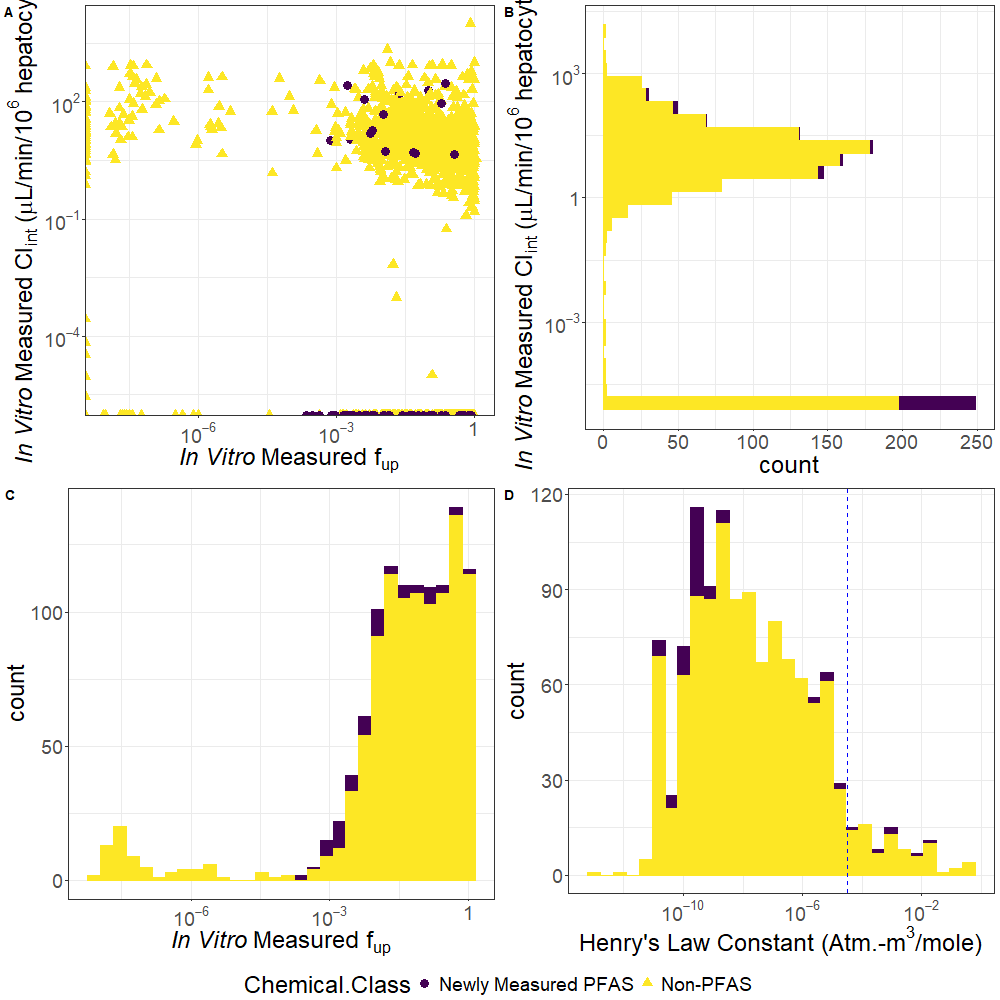 A
In Vitro Measured Cl_int (μL/min/10^6 hepatocyt
10^2
10^−1
10^−4
10^−6
10^−3
1
In Vitro Measured f_up
B
In Vitro Measured Cl_int (μL/min/10^6 hepatocyt
10^3
1
10^−3
0
50
100
150
200
250
count
C
count
100
50
0
10^−6
10^−3
1
In Vitro Measured f_up
D
count
120
90
60
30
0
10^−10
10^−6
10^−2
Henry's Law Constant (Atm.-m^3/mole)
Chemical.Class Newly Measured PFAS Non-PFAS